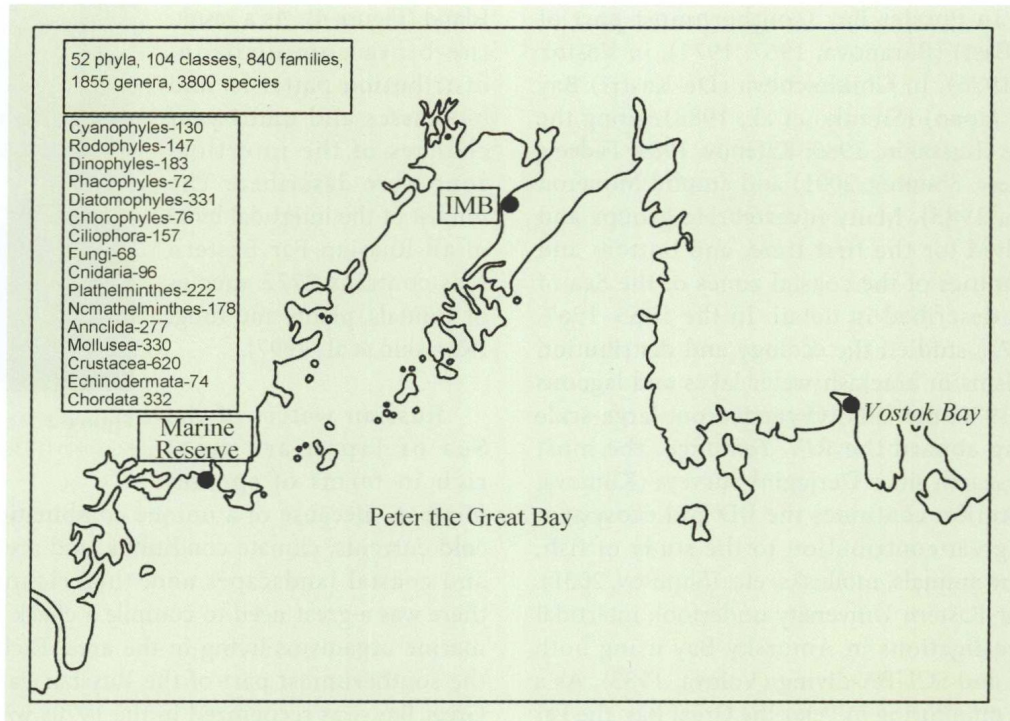 52 phyla, 104 classes, 840 families,
1855 genera, 3800 species
Cyanophyles-130
Rodophyles-147
Dinophyles-183
Phacophyles-72
Diatomophyles-331
Chlorophyles-76
Ciliophora-157
Fungi-68
Cnidaria-96
Plathelminthes-222
Ncmathelminthes-178
Annclida-277
Mollusea-330
Crustacea-620
Echinodermata-74
Chordata 332
IMB
Marine
Reserve
Vostok Bay
Peter the Great Bay